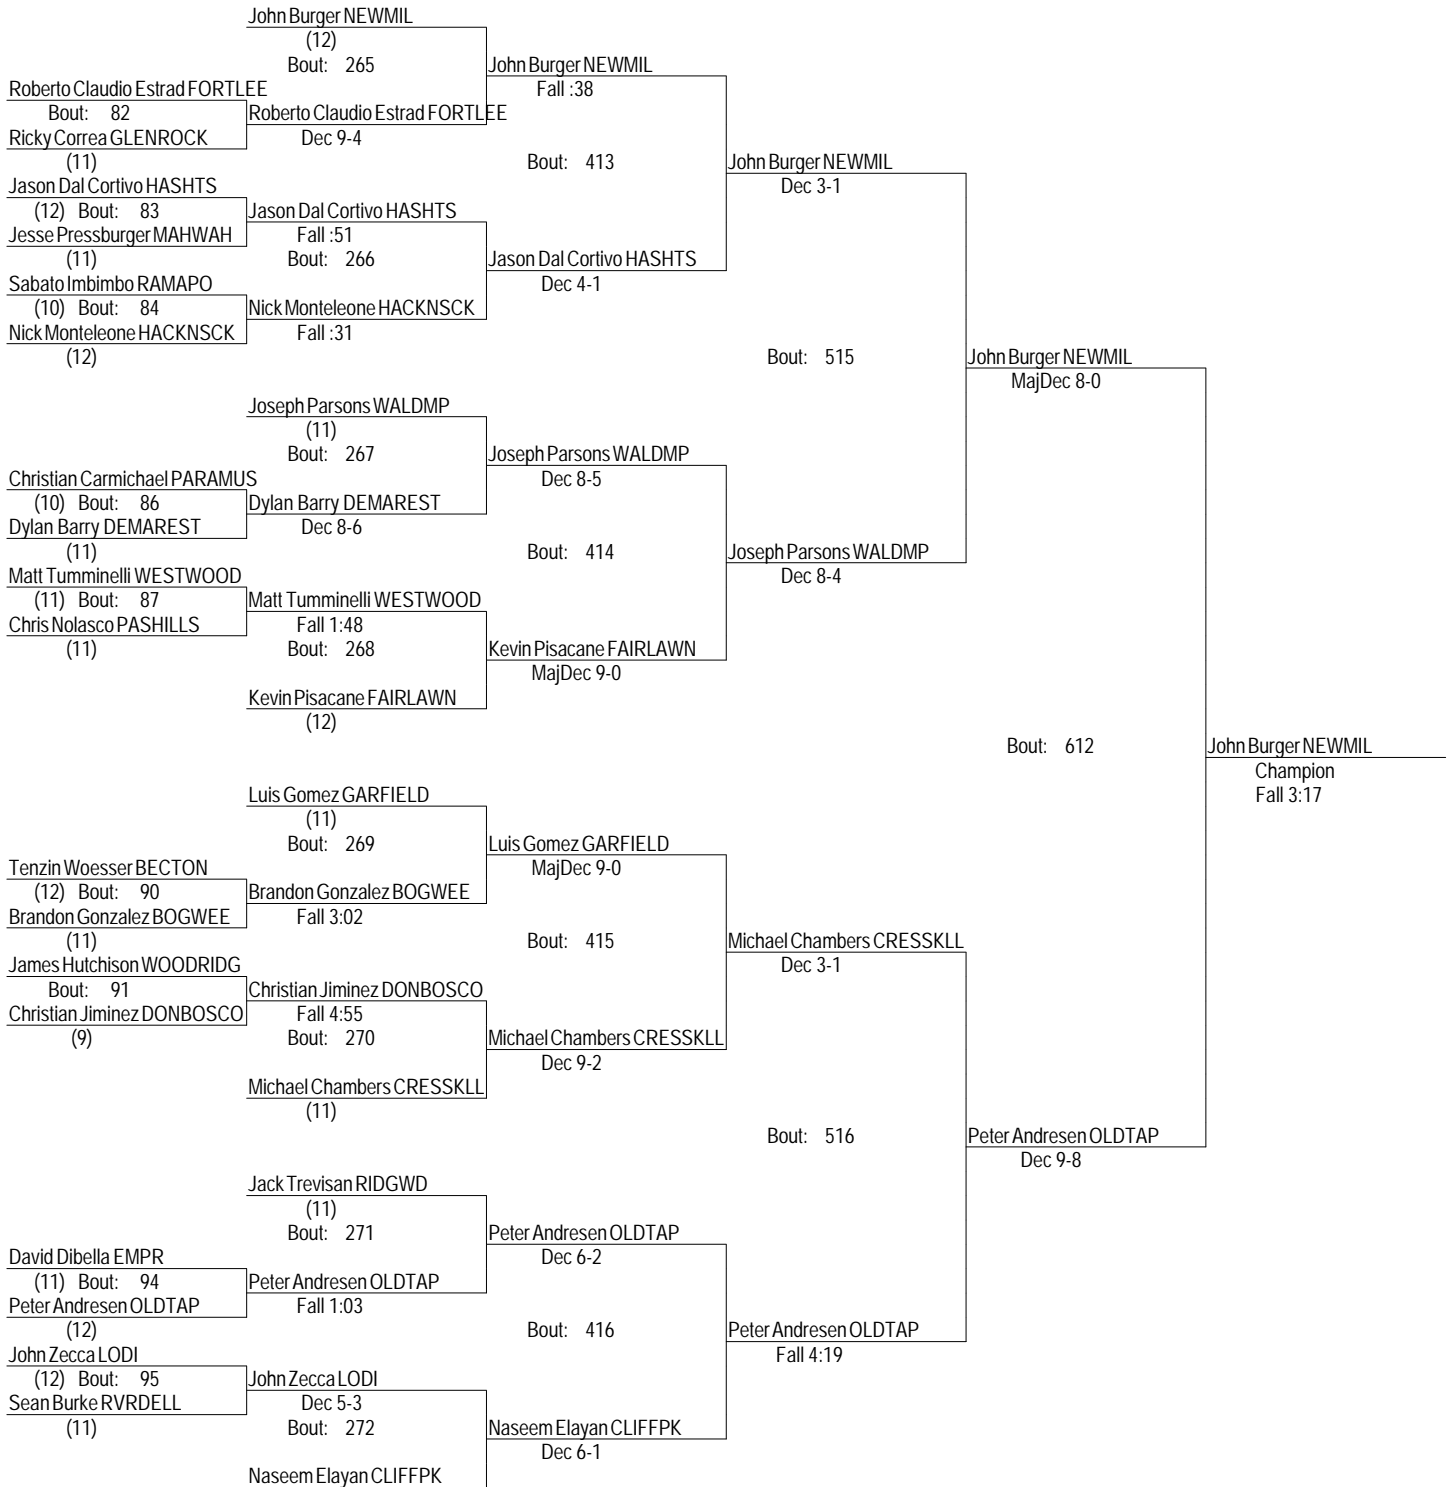 John Burger NEWMIL
(12)
Bout: 265
John Burger NEWMIL
Roberto Claudio Estrad FORTLEE
Fall :38
Bout: 82
Roberto Claudio Estrad FORTLEE
Ricky Correa GLENROCK
Dec 9-4
(11)
Bout: 413
John Burger NEWMIL
Jason Dal Cortivo HASHTS
Dec 3-1
(12) Bout: 83
Jason Dal Cortivo HASHTS
Jesse Pressburger MAHWAH
Fall :51
(11)
Bout: 266
Jason Dal Cortivo HASHTS
Sabato Imbimbo RAMAPO
Dec 4-1
(10) Bout: 84
Nick Monteleone HACKNSCK
Nick Monteleone HACKNSCK
Fall :31
(12)
Bout: 515
John Burger NEWMIL
MajDec 8-0
Joseph Parsons WALDMP
(11)
Bout: 267
Joseph Parsons WALDMP
Christian Carmichael PARAMUS
Dec 8-5
(10) Bout: 86
Dylan Barry DEMAREST
Dylan Barry DEMAREST
Dec 8-6
(11)
Bout: 414
Joseph Parsons WALDMP
Matt Tumminelli WESTWOOD
Dec 8-4
(11) Bout: 87
Matt Tumminelli WESTWOOD
Chris Nolasco PASHILLS
Fall 1:48
(11)
Bout: 268
Kevin Pisacane FAIRLAWN
MajDec 9-0
Kevin Pisacane FAIRLAWN
(12)
Bout: 612
John Burger NEWMIL
Champion
Fall 3:17
Luis Gomez GARFIELD
(11)
Bout: 269
Luis Gomez GARFIELD
Tenzin Woesser BECTON
MajDec 9-0
(12) Bout: 90
Brandon Gonzalez BOGWEE
Brandon Gonzalez BOGWEE
Fall 3:02
(11)
Bout: 415
Michael Chambers CRESSKLL
James Hutchison WOODRIDG
Dec 3-1
Bout: 91
Christian Jiminez DONBOSCO
Christian Jiminez DONBOSCO
Fall 4:55
(9)
Bout: 270
Michael Chambers CRESSKLL
Dec 9-2
Michael Chambers CRESSKLL
(11)
Bout: 516
Peter Andresen OLDTAP
Dec 9-8
Jack Trevisan RIDGWD
(11)
Bout: 271
Peter Andresen OLDTAP
David Dibella EMPR
Dec 6-2
(11) Bout: 94
Peter Andresen OLDTAP
Peter Andresen OLDTAP
Fall 1:03
(12)
Bout: 416
Peter Andresen OLDTAP
John Zecca LODI
Fall 4:19
(12) Bout: 95
John Zecca LODI
Sean Burke RVRDELL
Dec 5-3
(11)
Bout: 272
Naseem Elayan CLIFFPK
Dec 6-1
Naseem Elayan CLIFFPK